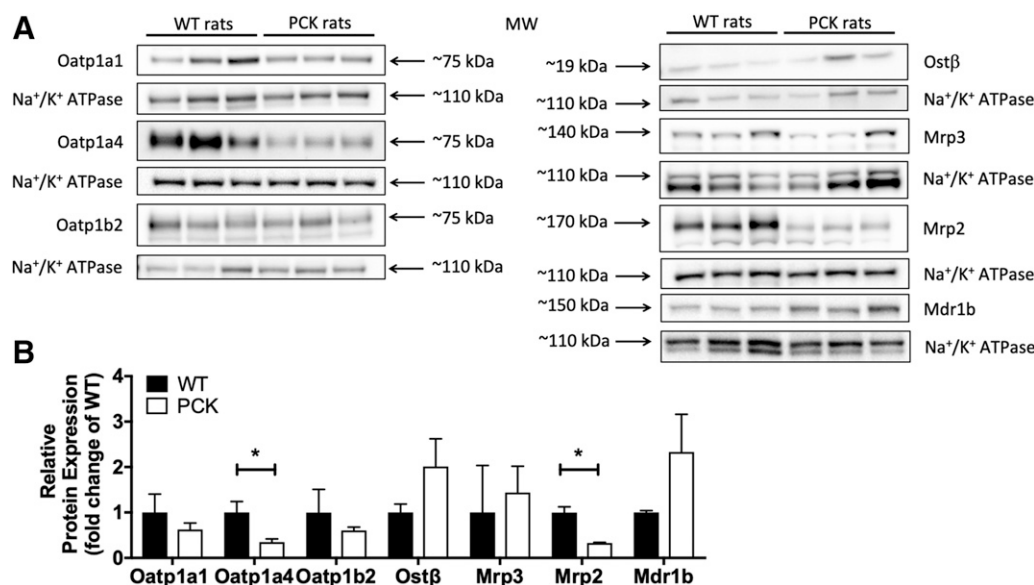 A
WT rats PCK rats
MW
WT rats PCK rats
Oatp1a1
~75 kDa
Na⁺/K⁺ ATPase
~110 kDa
Oatp1a4
~75 kDa
Na⁺/K⁺ ATPase
~110 kDa
Oatp1b2
~75 kDa
Na⁺/K⁺ ATPase
~110 kDa
~19 kDa
Ostβ
~110 kDa
Na⁺/K⁺ ATPase
~140 kDa
Mrp3
~110 kDa
Na⁺/K⁺ ATPase
~170 kDa
Mrp2
~110 kDa
Na⁺/K⁺ ATPase
~150 kDa
Mdr1b
~110 kDa
Na⁺/K⁺ ATPase
B
Relative
Protein Expression
(fold change of WT)
4
3
2
1
0
WT
PCK
*
*
Oatp1a1 Oatp1a4 Oatp1b2 Ostβ Mrp3 Mrp2 Mdr1b